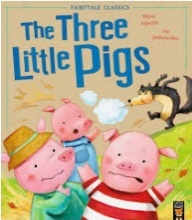 FAIRYTALE CLASSICS
The Three
Little Pigs